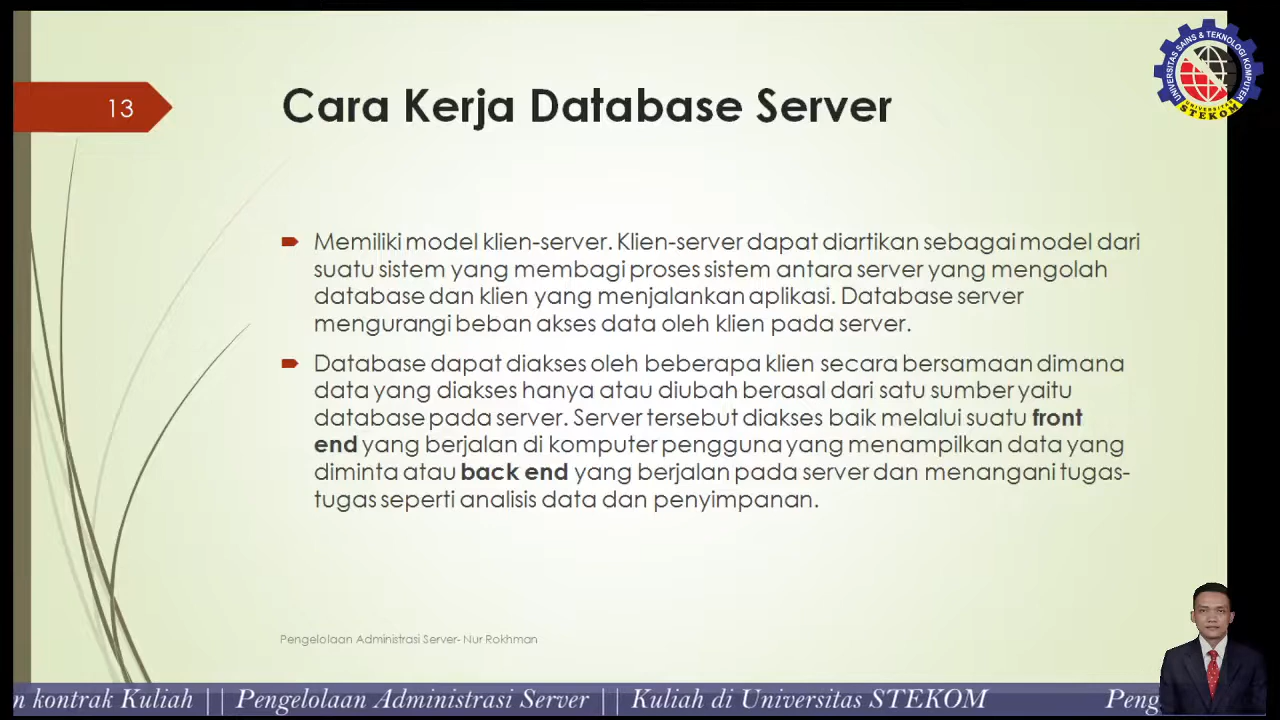 13
Cara Kerja Database Server
UNIVERSITAS SAINS & TEKNOLOGI KOMPUTER
UNIVERSITAS
STEKOM
Memiliki model klien-server. Klien-server dapat diartikan sebagai model dari
suatu sistem yang membagi proses sistem antara server yang mengolah
database dan klien yang menjalankan aplikasi. Database server
mengurangi beban akses data oleh klien pada server.
Database dapat diakses oleh beberapa klien secara bersamaan dimana
data yang diakses hanya atau diubah berasal dari satu sumber yaitu
database pada server. Server tersebut diakses baik melalui suatu front
end yang berjalan di komputer pengguna yang menampilkan data yang
diminta atau back end yang berjalan pada server dan menangani tugas-
tugas seperti analisis data dan penyimpanan.
Pengelolaan Administrasi Server- Nur Rokhman
n kontrak Kuliah || Pengelolaan Administrasi Server || Kuliah di Universitas STEKOM Peng